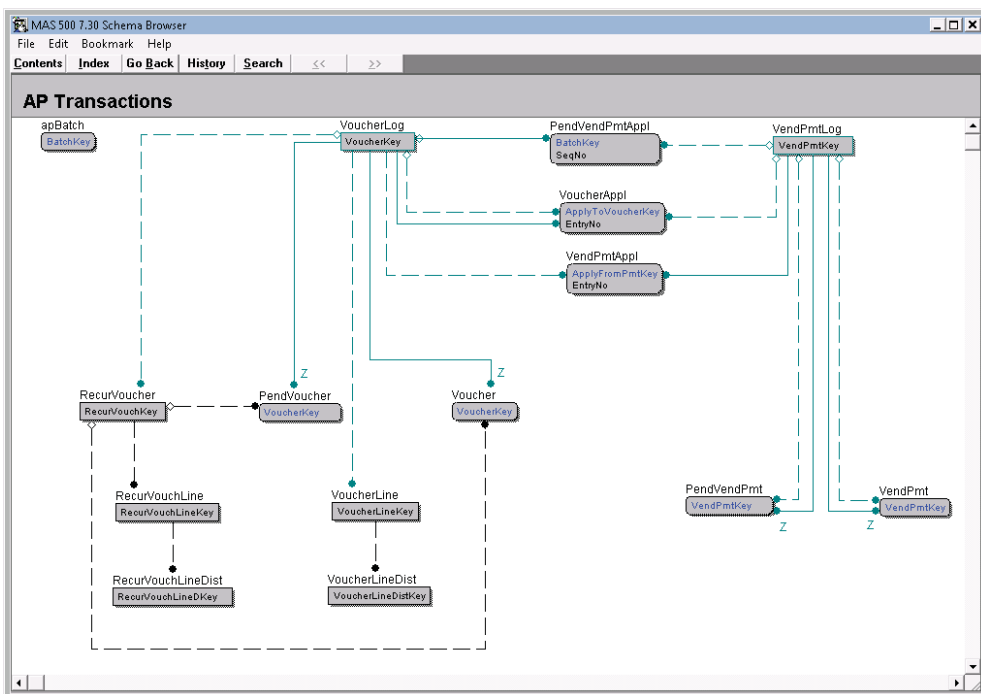 MAS 500 7.30 Schema Browser
File Edit Bookmark Help
Contents Index Go Back History Search << >>
AP Transactions
apBatch
BatchKey
VoucherLog
VoucherKey
PendVendPmtAppl
BatchKey
SeqNo
VendPmtLog
VendPmtKey
VoucherAppl
ApplyToVoucherKey
EntryNo
VendPmtAppl
ApplyFromPmtKey
EntryNo
Z
Z
RecurVoucher
RecurVouchKey
PendVoucher
VoucherKey
Voucher
VoucherKey
RecurVouchLine
RecurVouchLineKey
VoucherLine
VoucherLineKey
PendVendPmt
VendPmtKey
Z
VendPmt
VendPmtKey
Z
RecurVouchLineDist
RecurVouchLineDKey
VoucherLineDist
VoucherLineDistKey